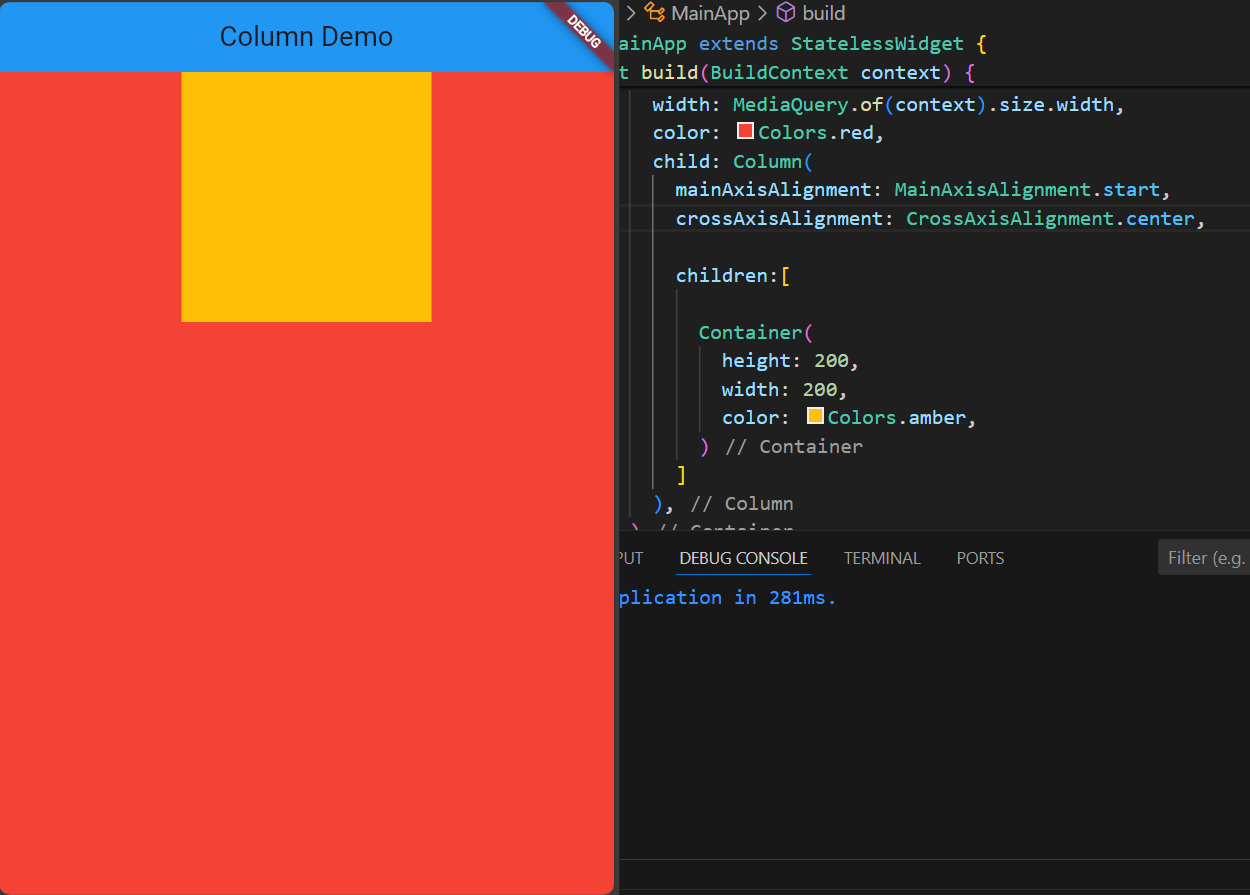 Column Demo
DEBUG
MainApp
build
ainApp extends StatelessWidget {
t build(BuildContext context) {
width: MediaQuery.of(context).size.width,
color: Colors.red,
child: Column(
mainAxisAlignment: MainAxisAlignment.start,
crossAxisAlignment: CrossAxisAlignment.center,
children:[
Container(
height: 200,
width: 200,
color: Colors.amber,
) // Container
]
), // Column
) // Container
PUT
DEBUG CONSOLE
TERMINAL
PORTS
Filter (e.g.
plication in 281ms.